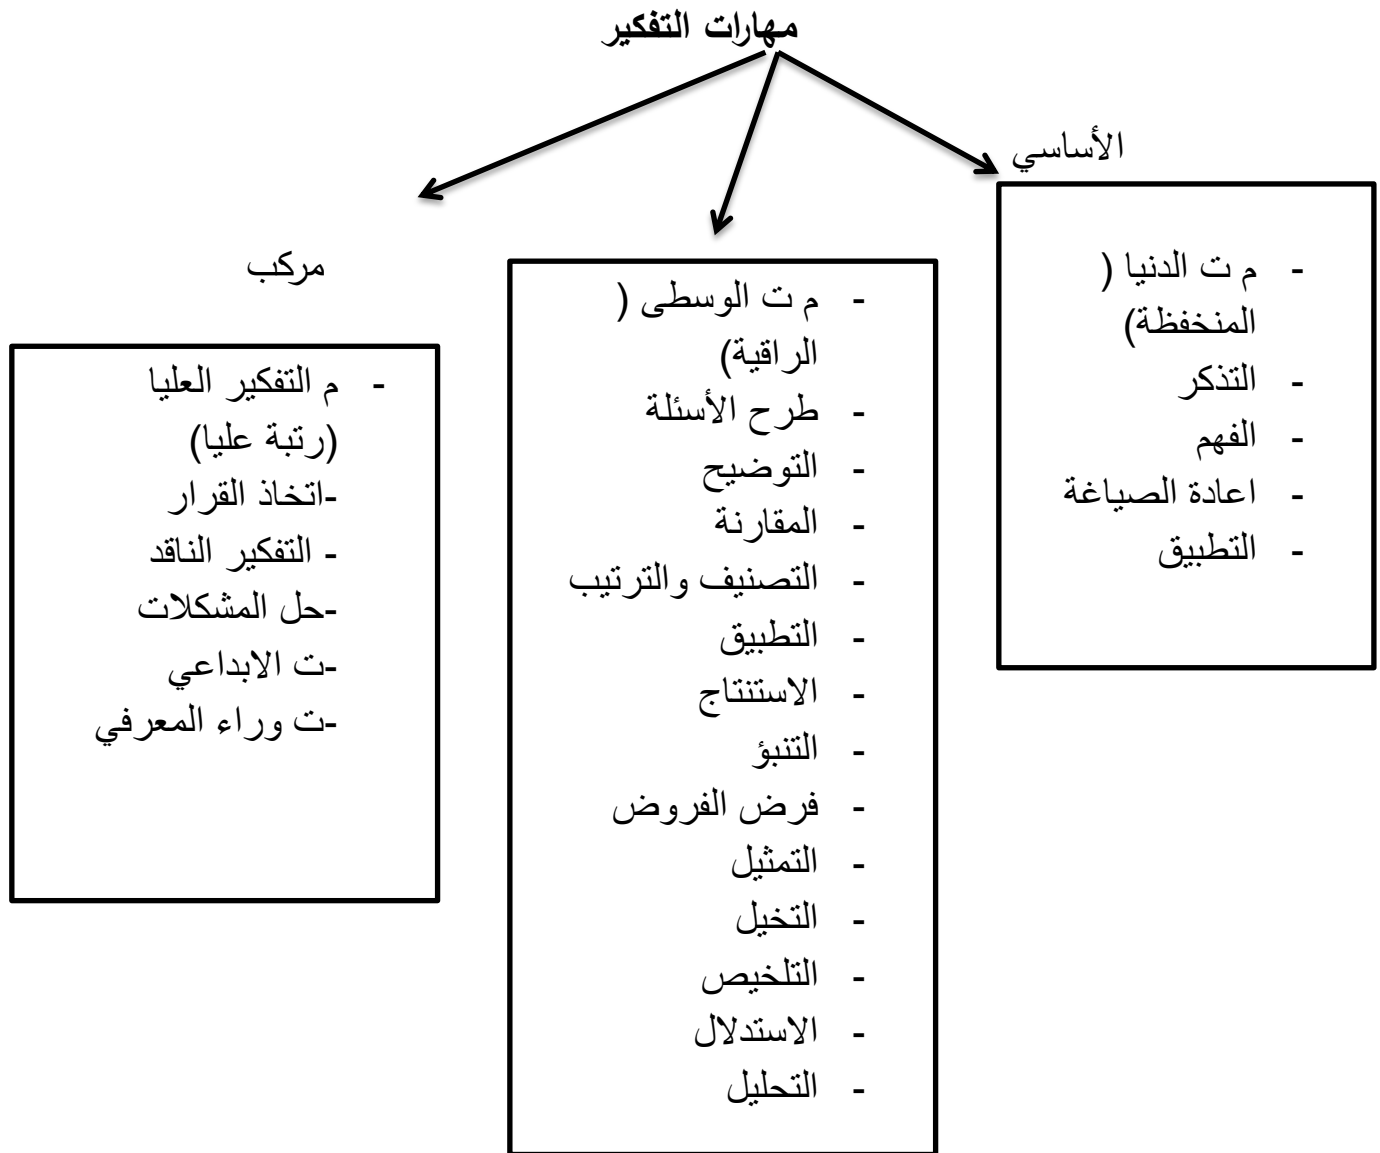 مهارات التفكير
الأساسي
- م ت الدنيا (
المنخفظة)
- التذكر
- الفهم
- اعادة الصياغة
- التطبيق
- م ت الوسطى (
الراقية)
- طرح الأسئلة
- التوضيح
- المقارنة
- التصنيف والترتيب
- التطبيق
- الاستنتاج
- التنبؤ
- فرض الفروض
- التمثيل
- التخيل
- التلخيص
- الاستدلال
- التحليل
مركب
- م التفكير العليا
(رتبة عليا)
-اتخاذ القرار
- التفكير الناقد
-حل المشكلات
-ت الابداعي
-ت وراء المعرفي